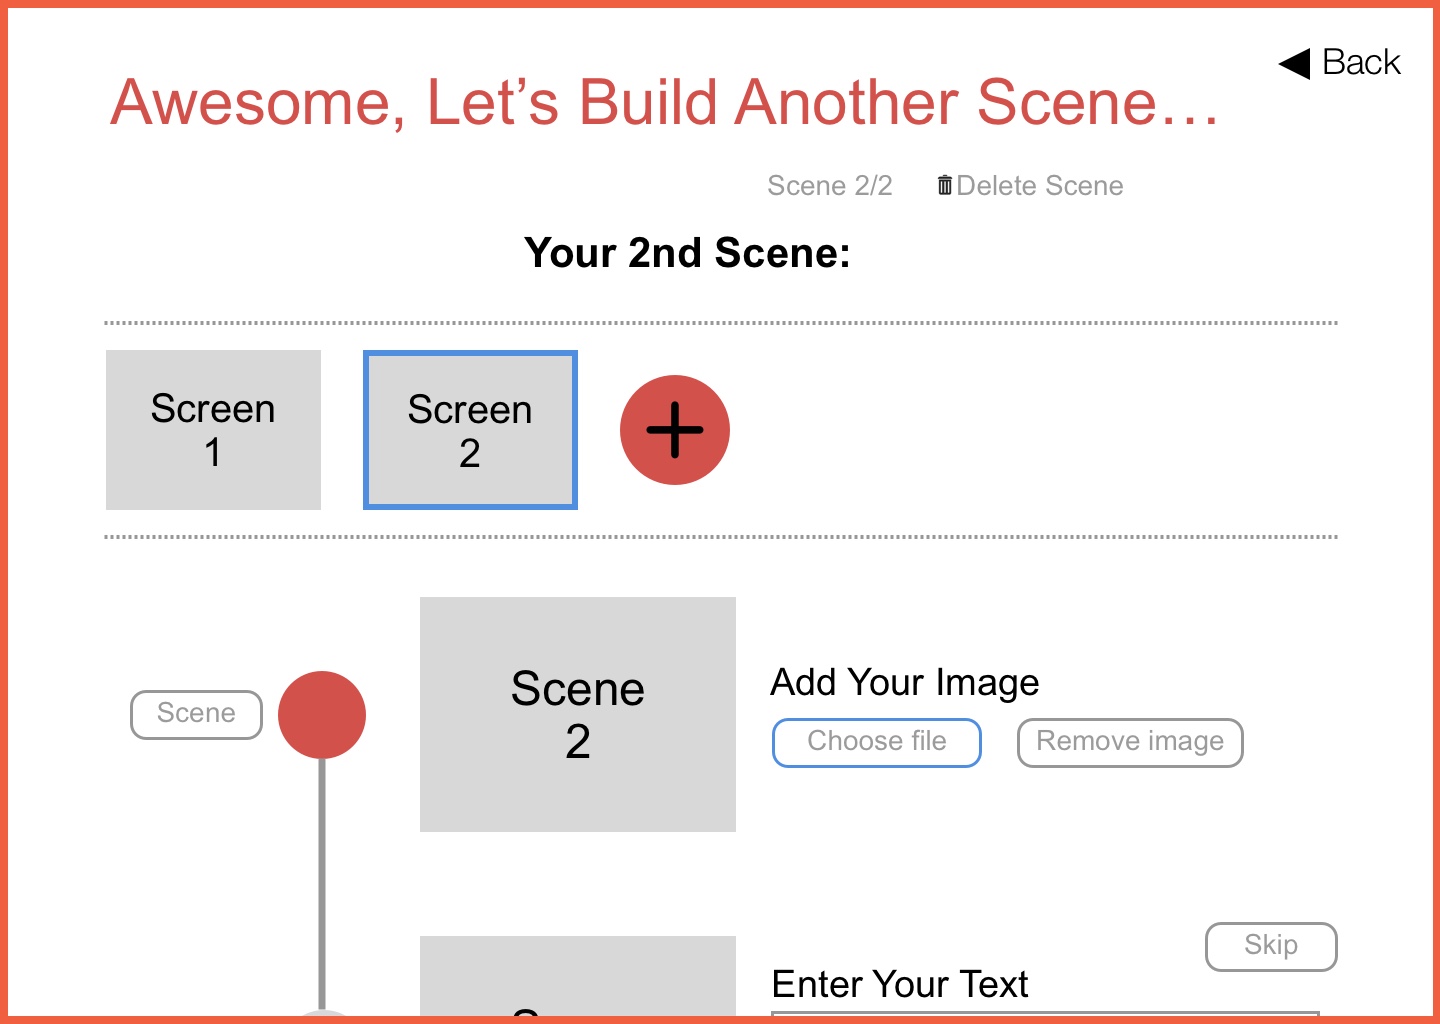 Back
Awesome, Let’s Build Another Scene…
Scene 2/2
Delete Scene
Your 2nd Scene:
Screen
1
Screen
2
Scene
2
Add Your Image
Scene
Choose file
Remove image
Skip
Enter Your Text